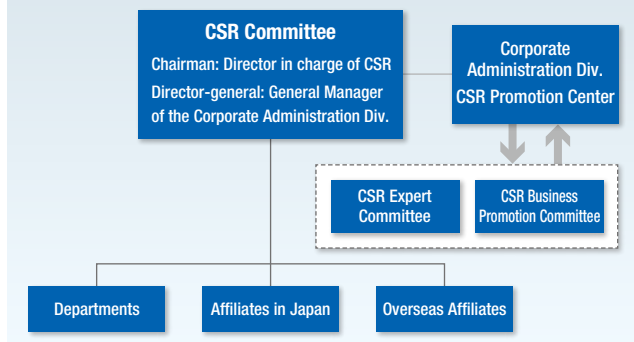 CSR Committee
Chairman: Director in charge of CSR
Director-general: General Manager
of the Corporate Administration Div.
Corporate
Administration Div.
CSR Promotion Center
CSR Expert
Committee
CSR Business
Promotion Committee
Departments
Affiliates in Japan
Overseas Affiliates